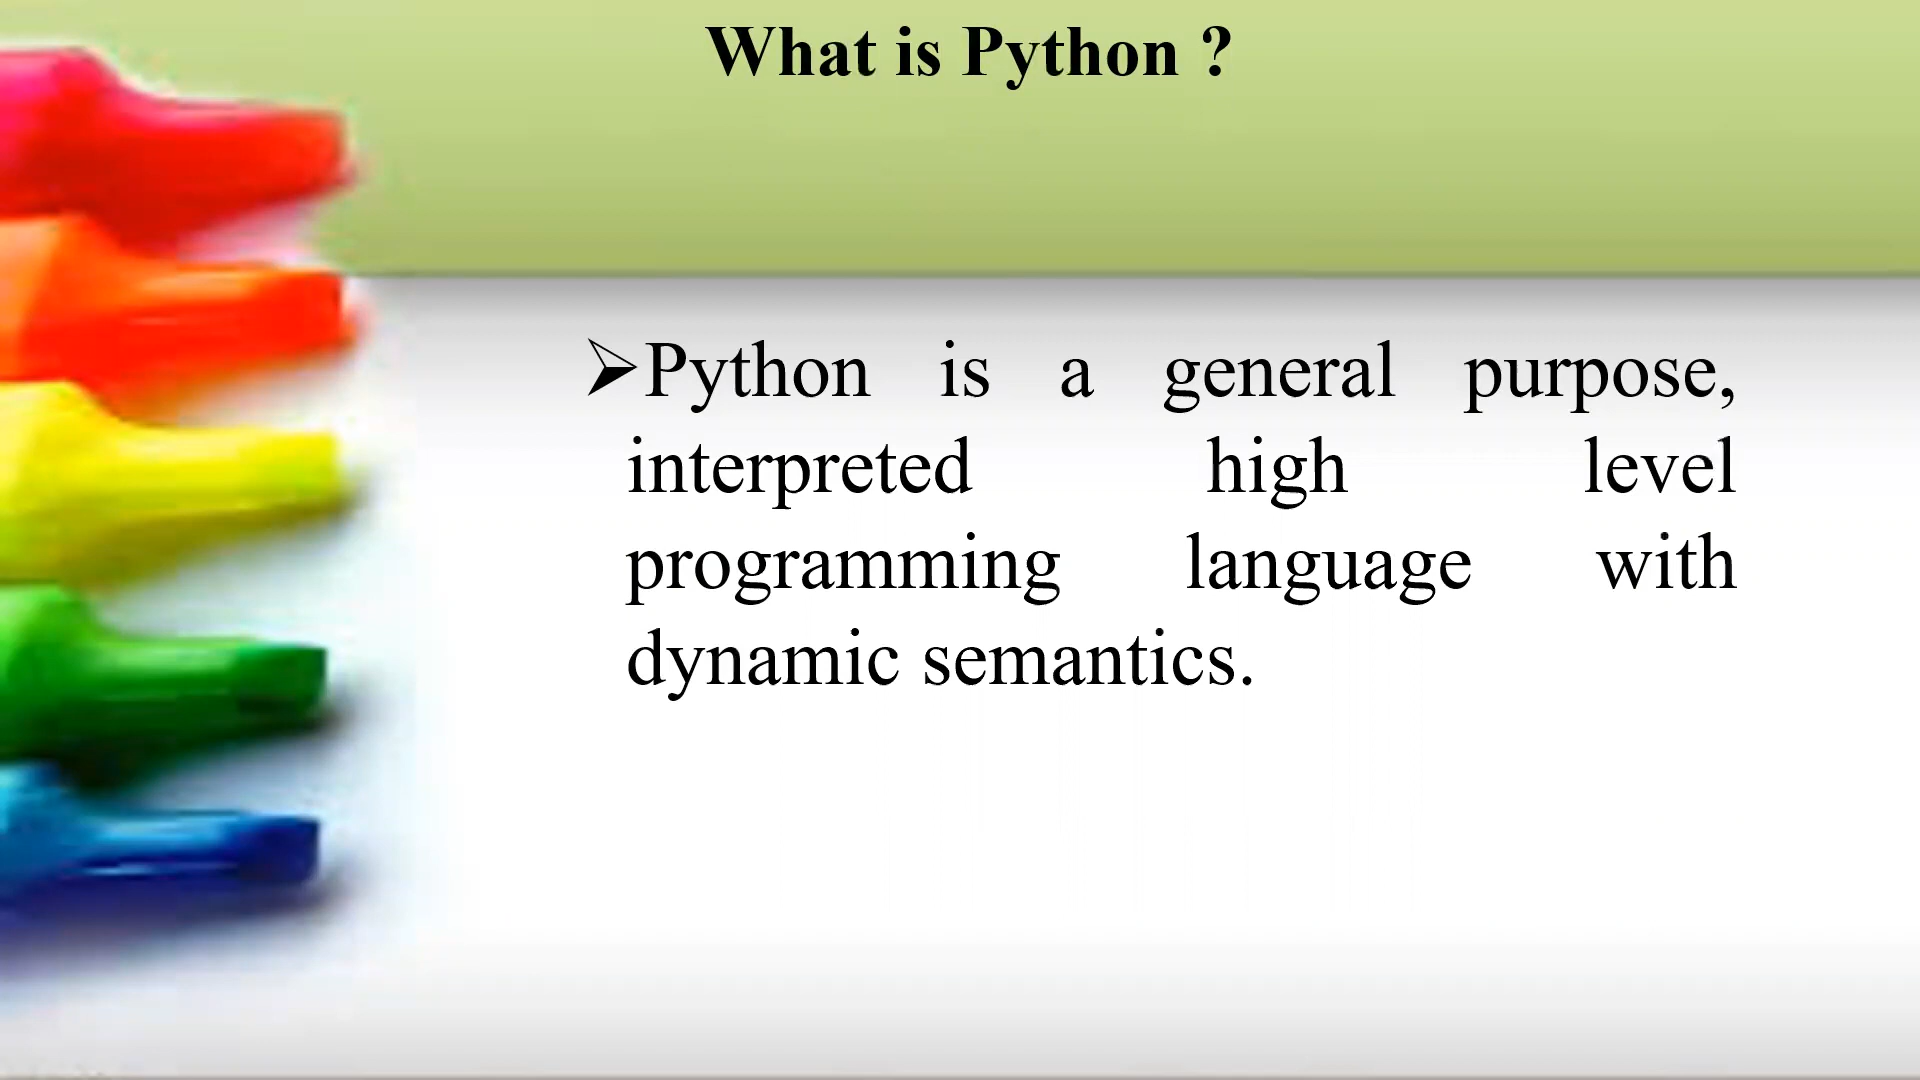 What is Python ?
➢Python is a general purpose,
interpreted high level
programming language with
dynamic semantics.